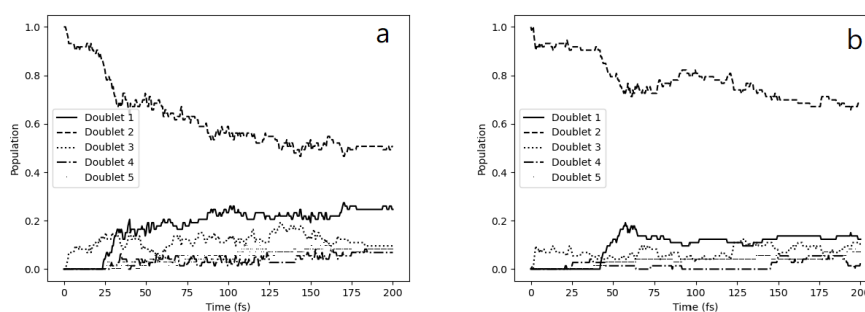 a
1.0
0.8
0.6
0.4
0.2
0.0
Population
Doublet 1
Doublet 2
Doublet 3
Doublet 4
Doublet 5
0
25
50
75
100
125
150
175
200
Time (fs)
b
1.0
0.8
0.6
0.4
0.2
0.0
Population
Doublet 1
Doublet 2
Doublet 3
Doublet 4
Doublet 5
0
25
50
75
100
125
150
175
200
Time (fs)